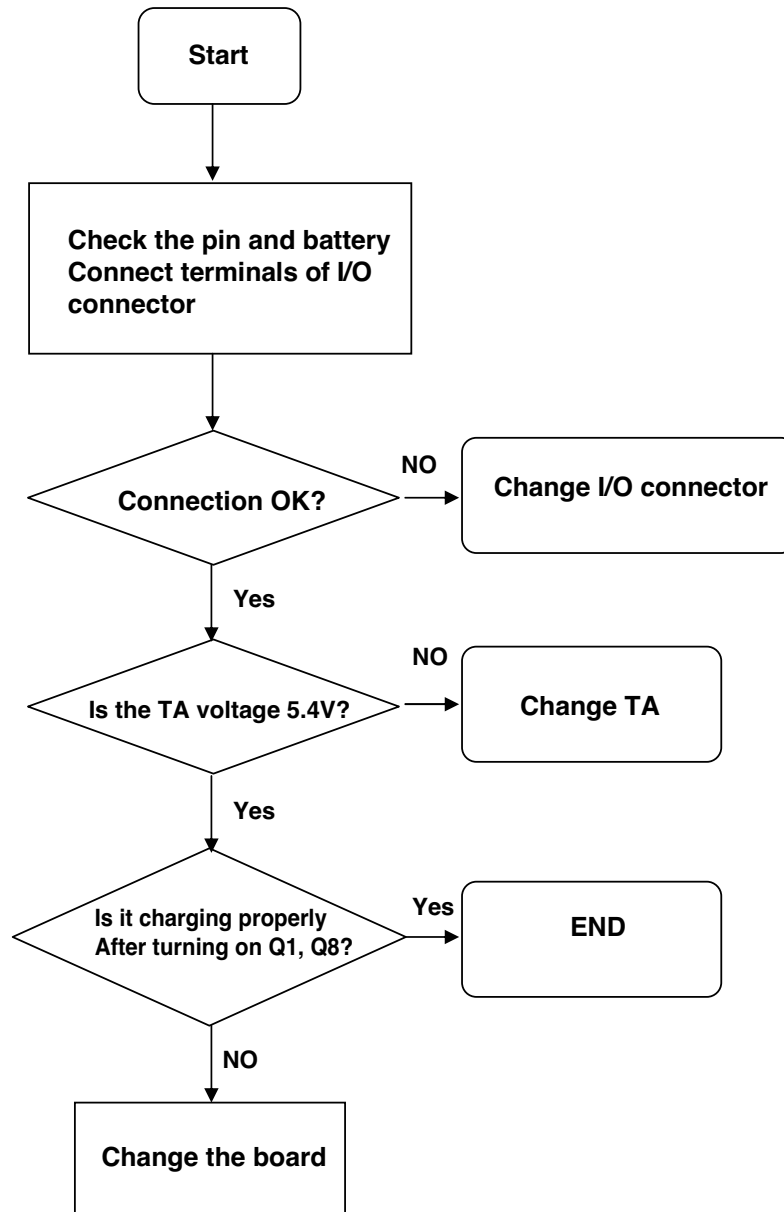 Start
Check the pin and battery
Connect terminals of I/O
connector
Connection OK?
NO
Change I/O connector
Yes
Is the TA voltage 5.4V?
NO
Change TA
Yes
Is it charging properly
After turning on Q1, Q8?
Yes
END
NO
Change the board